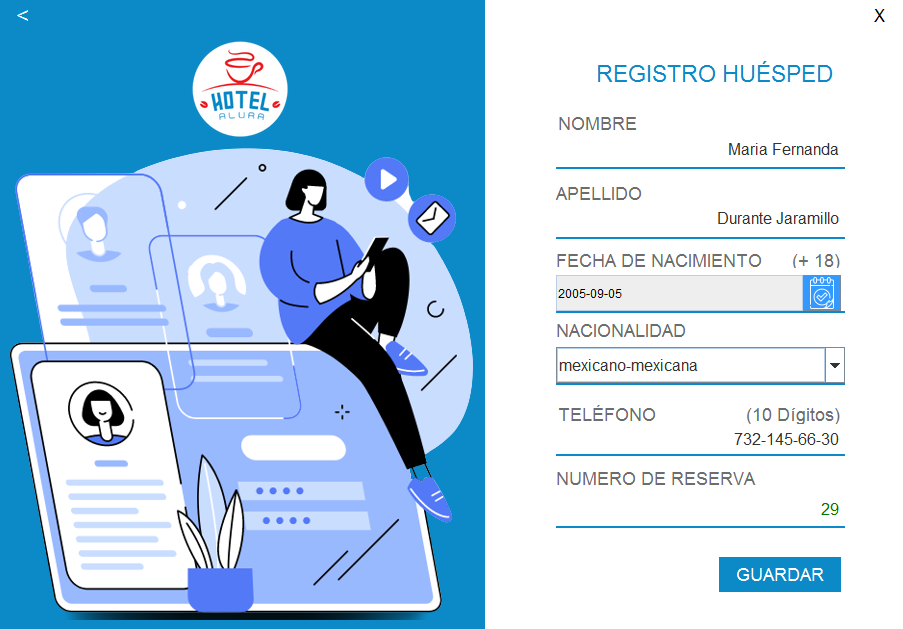 <
X
HOTEL
ALURA
REGISTRO HUÉSPED
NOMBRE
Maria Fernanda
APELLIDO
Durante Jaramillo
FECHA DE NACIMIENTO (+ 18)
2005-09-05
NACIONALIDAD
mexicano-mexicana
TELÉFONO (10 Dígitos)
732-145-66-30
NUMERO DE RESERVA
29
GUARDAR